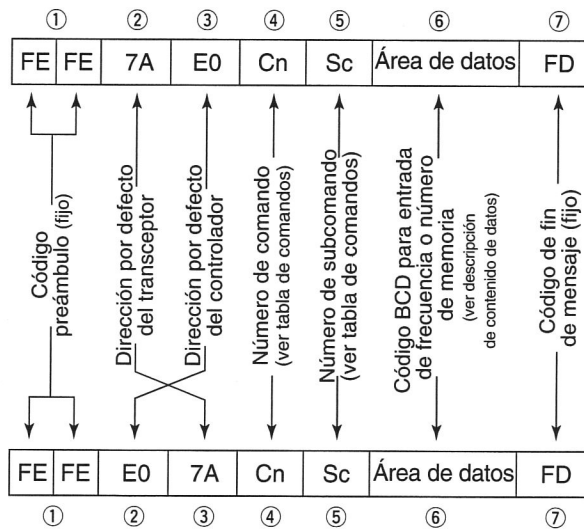 ① ② ③ ④ ⑤ ⑥ ⑦
FE FE 7A E0 Cn Sc Área de datos FD
Código
preámbulo (fijo)
Dirección por defecto
del transceptor
Dirección por defecto
del controlador
Número de comando
(ver tabla de comandos)
Número de subcomando
(ver tabla de comandos)
Código BCD para entrada
de frecuencia o número
de memoria
(ver descripción
de contenido de datos)
Código de fin
de mensaje (fijo)
FE FE E0 7A Cn Sc Área de datos FD
① ② ③ ④ ⑤ ⑥ ⑦